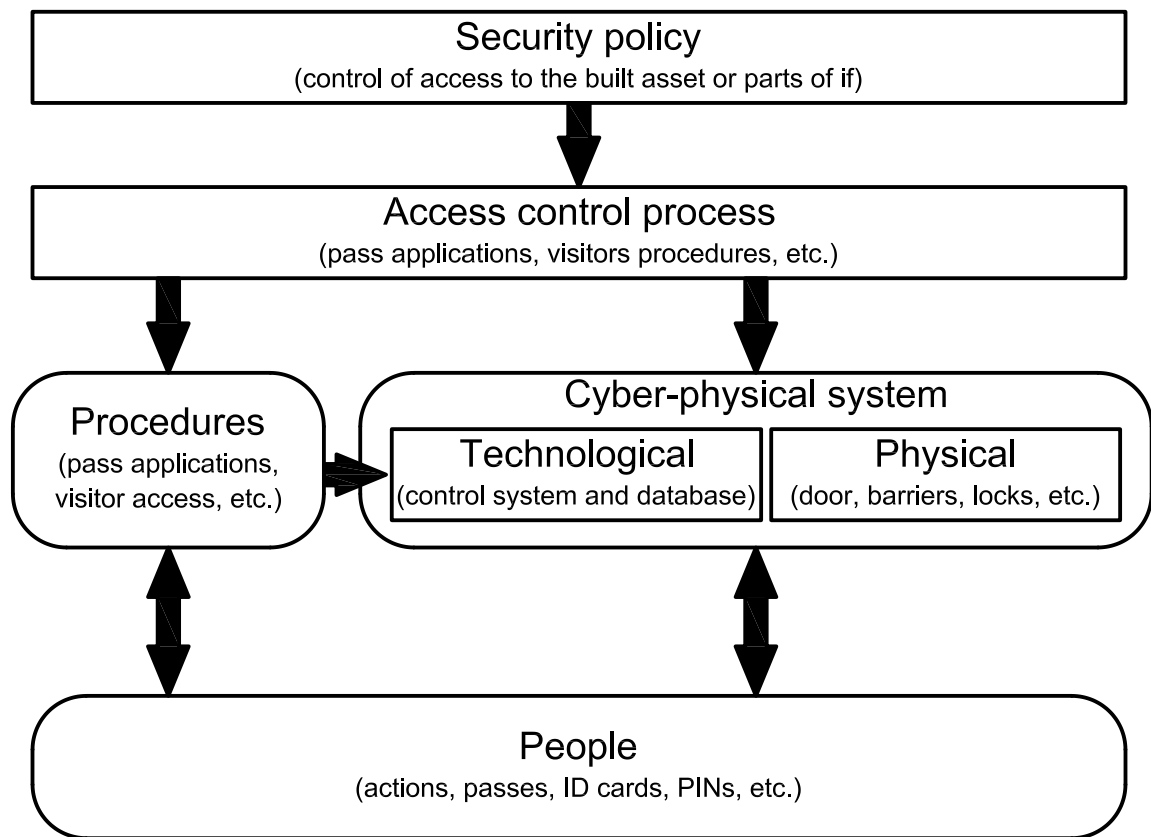 Security policy
(control of access to the built asset or parts of if)
Access control process
(pass applications, visitors procedures, etc.)
Procedures
(pass applications,
visitor access, etc.)
Cyber-physical system
Technological
(control system and database)
Physical
(door, barriers, locks, etc.)
People
(actions, passes, ID cards, PINs, etc.)